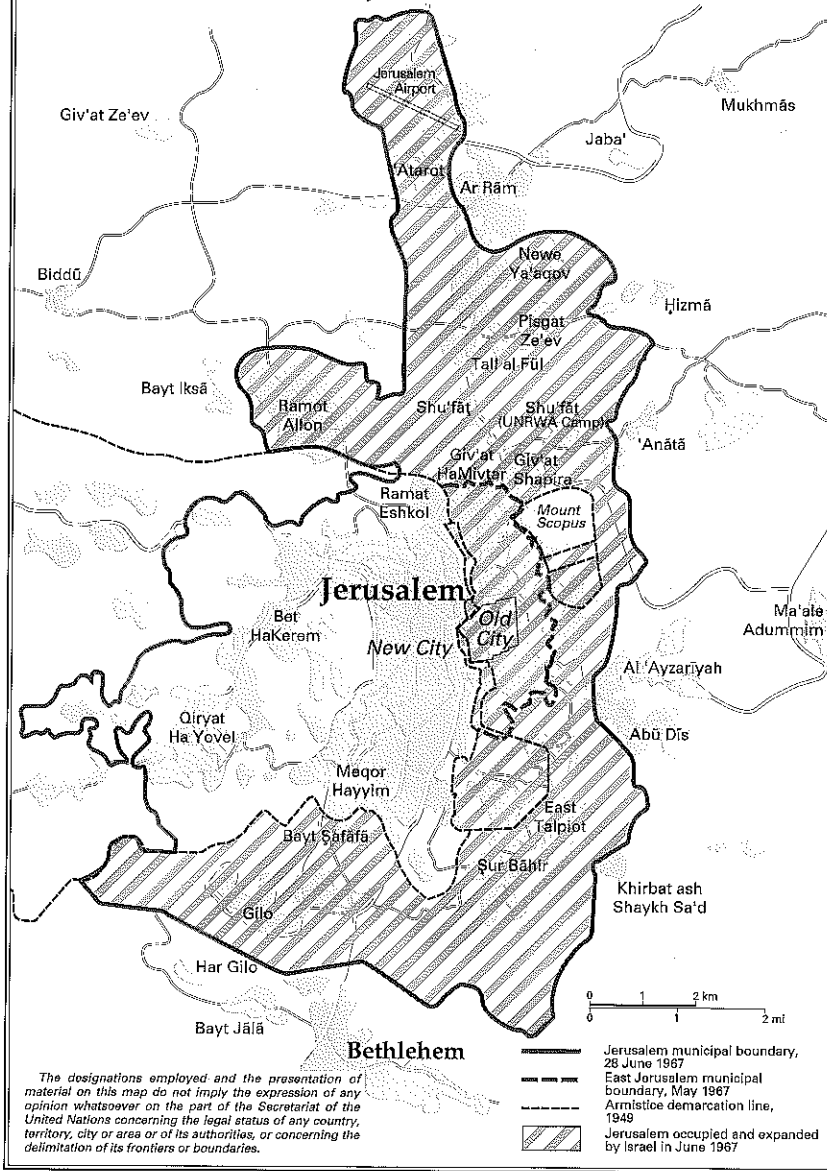 Jerusalem
Airport
Giv'at Ze'ev
Mukhmās
Jaba'
'Atarot
Ar Rām
Newe
Ya'aqov
Biddū
Ḥizmā
Pisgat
Ze'ev
Tall al Fūl
Bayt Iksā
Ramot
Allon
Shu'fāṭ
Shu'fāṭ
(UNRWA Camp)
'Anātā
Giv'at
HaMivtar
Giv'at
Shapira
Ramat
Eshkol
Mount
Scopus
Jerusalem
Old
City
Bet
HaKerem
New City
Ma'ale
Adummim
Al 'Ayzarīyah
Qiryat
Ha Yovel
Abū Dīs
Meqor
Hayyim
East
Talpiot
Bayt Ṣafāfā
Ṣur Bāhir
Khirbat ash
Shaykh Sa'd
Gilo
Har Gilo
Bayt Jālā
Bethlehem
0 1 2 km
0 1 2 mi
Jerusalem municipal boundary,
28 June 1967
East Jerusalem municipal
boundary, May 1967
Armistice demarcation line,
1949
Jerusalem occupied and expanded
by Israel in June 1967
The designations employed and the presentation of
material on this map do not imply the expression of any
opinion whatsoever on the part of the Secretariat of the
United Nations concerning the legal status of any country,
territory, city or area or of its authorities, or concerning the
delimitation of its frontiers or boundaries.